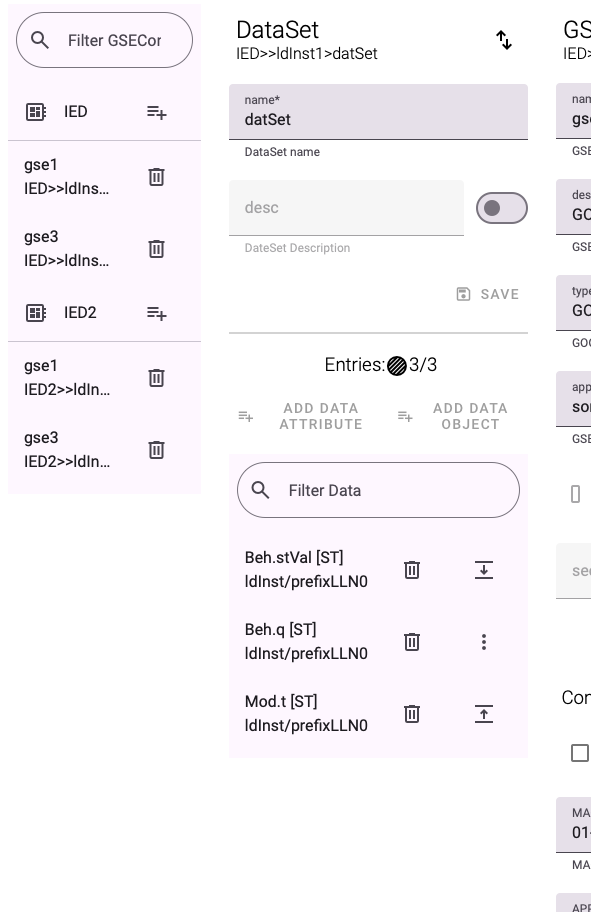 Filter GSECor
IED
gse1
IED>>ldIns…
gse3
IED>>ldIns…
IED2
gse1
IED2>>ldIn…
gse3
IED2>>ldIn…
DataSet
IED>>ldInst1>datSet
name*
datSet
DataSet name
desc
DateSet Description
SAVE
Entries: 3/3
ADD DATA
ATTRIBUTE
ADD DATA
OBJECT
Filter Data
Beh.stVal [ST]
ldInst/prefixLLN0
Beh.q [ST]
ldInst/prefixLLN0
Mod.t [ST]
ldInst/prefixLLN0
GS
IED>
nam
gse
GSE
des
GO
GSE
type
GO
GOO
app
sor
GSE
sec
Con
MA
01-
MA
APP